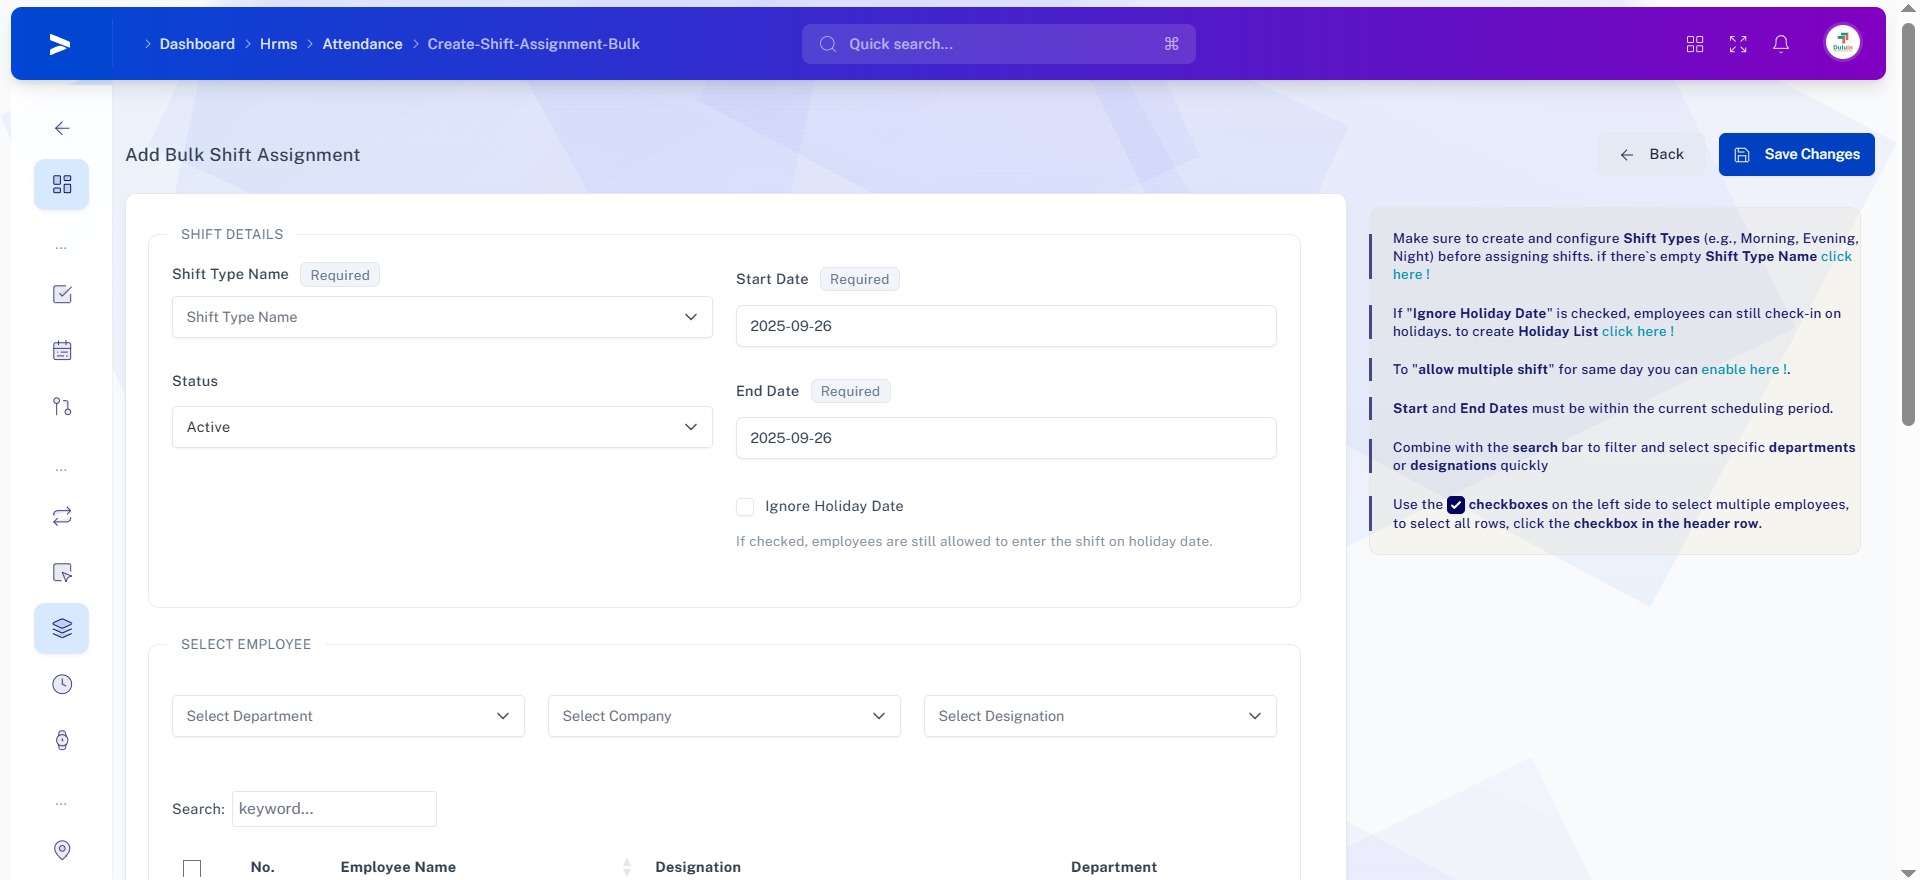 Dashboard
Hrms
Attendance
Create-Shift-Assignment-Bulk
Quick search...
⌘
Add Bulk Shift Assignment
Back
Save Changes
SHIFT DETAILS
Shift Type Name Required
Shift Type Name
Status
Active
Start Date Required
2025-09-26
End Date Required
2025-09-26
Ignore Holiday Date
If checked, employees are still allowed to enter the shift on holiday date.
Make sure to create and configure Shift Types (e.g., Morning, Evening,
Night) before assigning shifts. if there`s empty Shift Type Name click
here !
If "Ignore Holiday Date" is checked, employees can still check-in on
holidays. to create Holiday List click here !
To "allow multiple shift" for same day you can enable here !.
Start and End Dates must be within the current scheduling period.
Combine with the search bar to filter and select specific departments
or designations quickly
Use the checkboxes on the left side to select multiple employees,
to select all rows, click the checkbox in the header row.
SELECT EMPLOYEE
Select Department
Select Company
Select Designation
Search: keyword...
No.
Employee Name
Designation
Department
...
...
...
Duluin